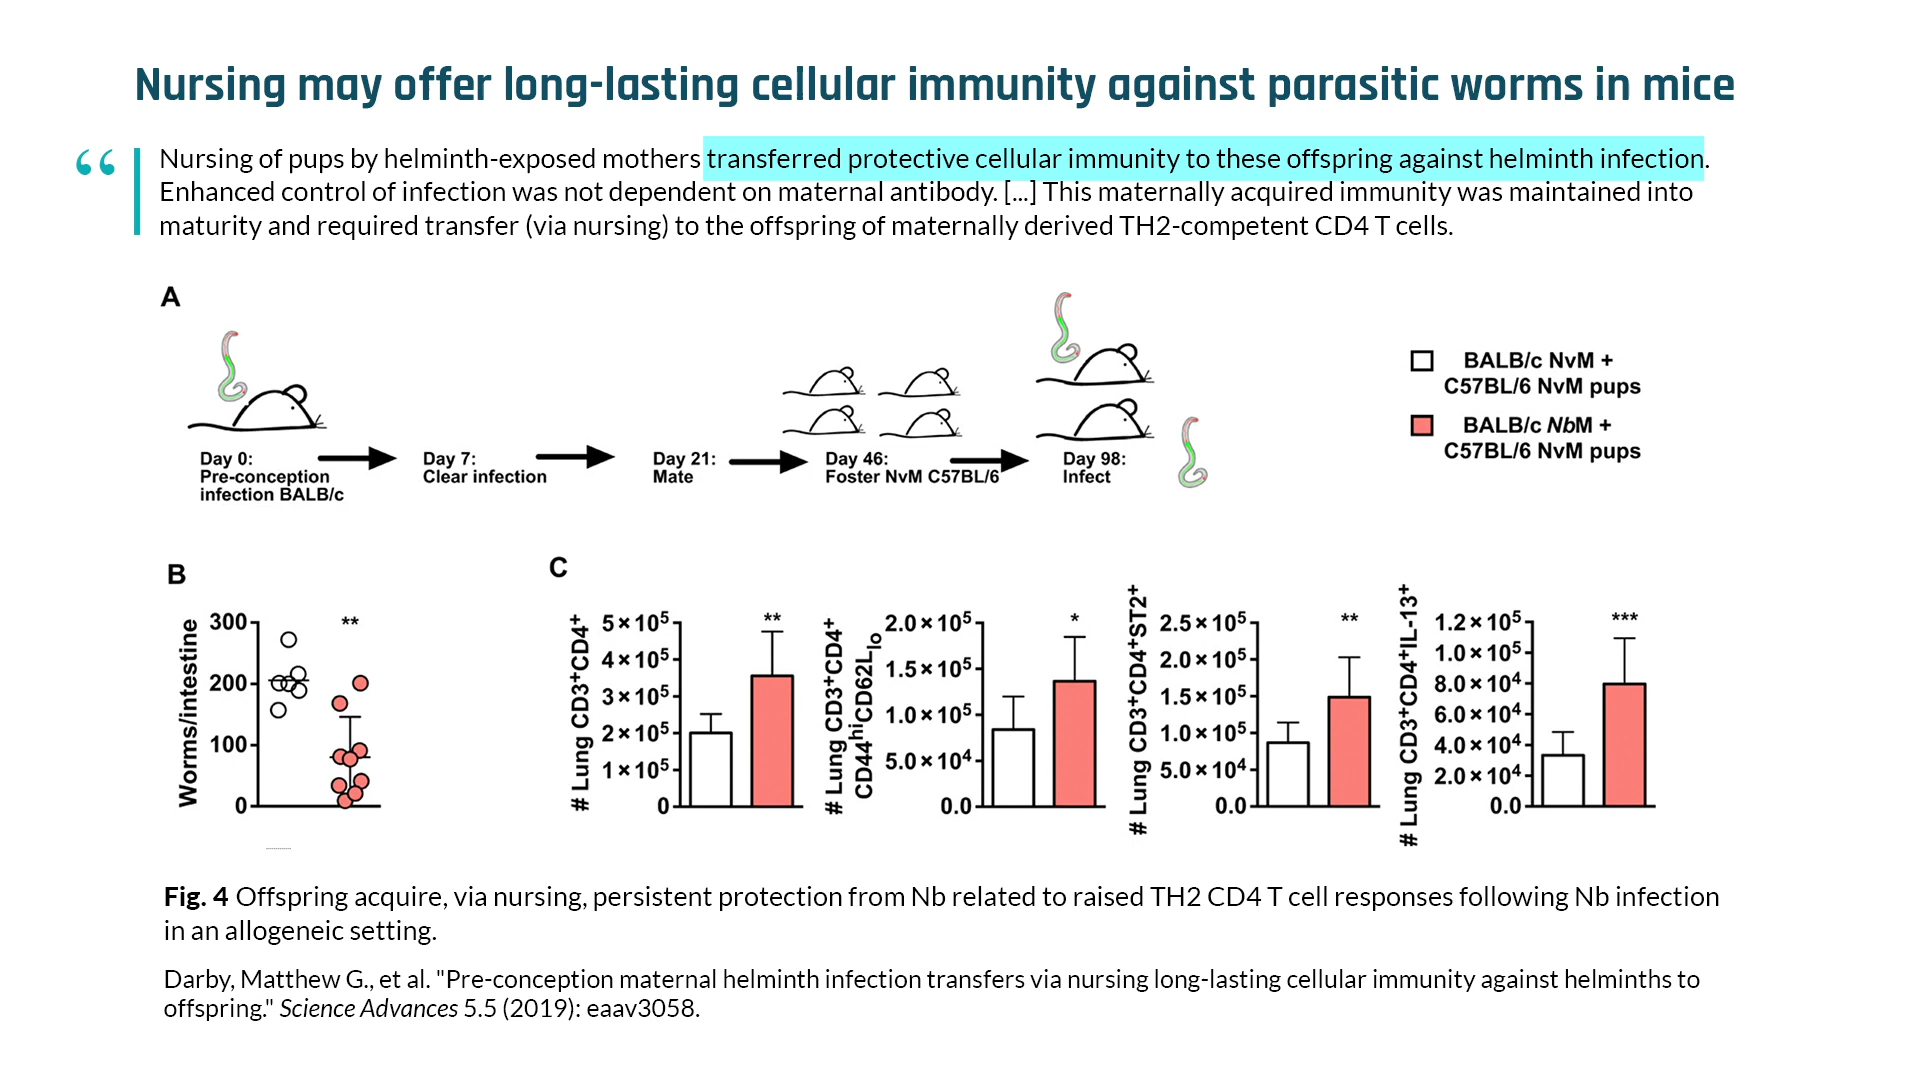 Nursing may offer long-lasting cellular immunity against parasitic worms in mice
“
Nursing of pups by helminth-exposed mothers transferred protective cellular immunity to these offspring against helminth infection.
Enhanced control of infection was not dependent on maternal antibody. [...] This maternally acquired immunity was maintained into
maturity and required transfer (via nursing) to the offspring of maternally derived TH2-competent CD4 T cells.
A
Day 0:
Pre-conception
infection BALB/c
Day 7:
Clear infection
Day 21:
Mate
Day 46:
Foster NvM C57BL/6
Day 98:
Infect
BALB/c NvM +
C57BL/6 NvM pups
BALB/c NbM +
C57BL/6 NvM pups
B
Worms/intestine
300
200
100
0
**
C
# Lung CD3⁺CD4⁺
5×10⁵
4×10⁵
3×10⁵
2×10⁵
1×10⁵
0
**
# Lung CD3⁺CD4⁺
CD44ʰⁱCD62Llo
2.0×10⁵
1.5×10⁵
1.0×10⁵
5.0×10⁴
0.0
*
# Lung CD3⁺CD4⁺ST2⁺
2.5×10⁵
2.0×10⁵
1.5×10⁵
1.0×10⁵
5.0×10⁴
0.0
**
# Lung CD3⁺CD4⁺IL-13⁺
1.2×10⁵
1.0×10⁵
8.0×10⁴
6.0×10⁴
4.0×10⁴
2.0×10⁴
0.0
***
Fig. 4 Offspring acquire, via nursing, persistent protection from Nb related to raised TH2 CD4 T cell responses following Nb infection
in an allogeneic setting.
Darby, Matthew G., et al. "Pre-conception maternal helminth infection transfers via nursing long-lasting cellular immunity against helminths to
offspring." Science Advances 5.5 (2019): eaav3058.